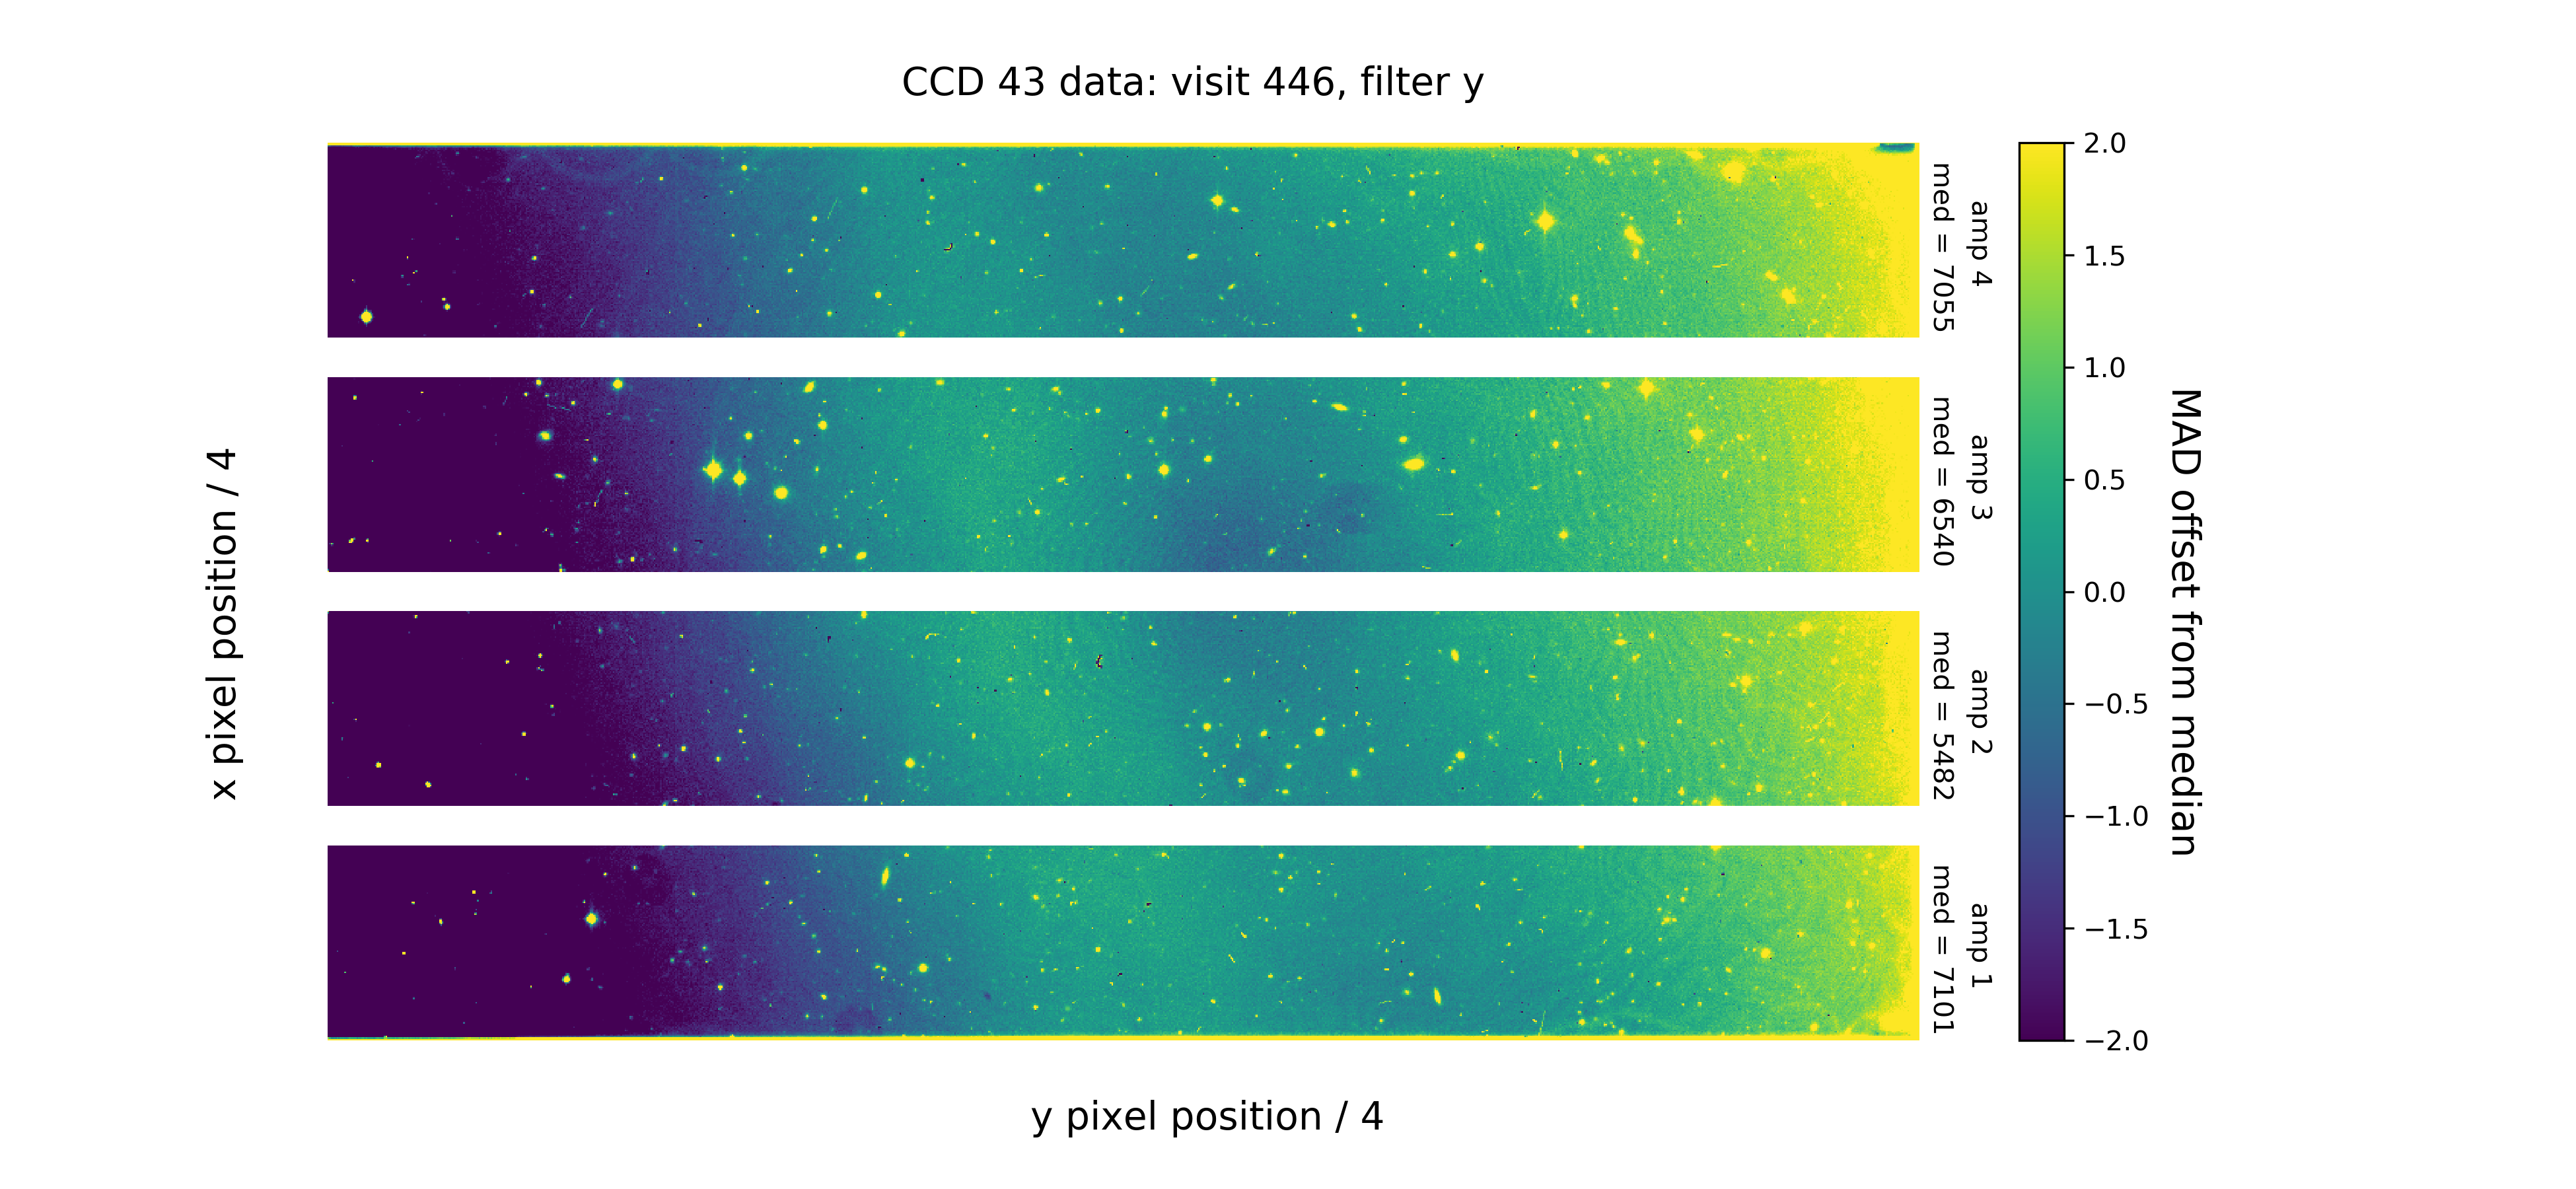 CCD 43 data: visit 446, filter y
x pixel position / 4
y pixel position / 4
amp 4
med = 7055
amp 3
med = 6540
amp 2
med = 5482
amp 1
med = 7101
2.0
1.5
1.0
0.5
0.0
−0.5
−1.0
−1.5
−2.0
MAD offset from median